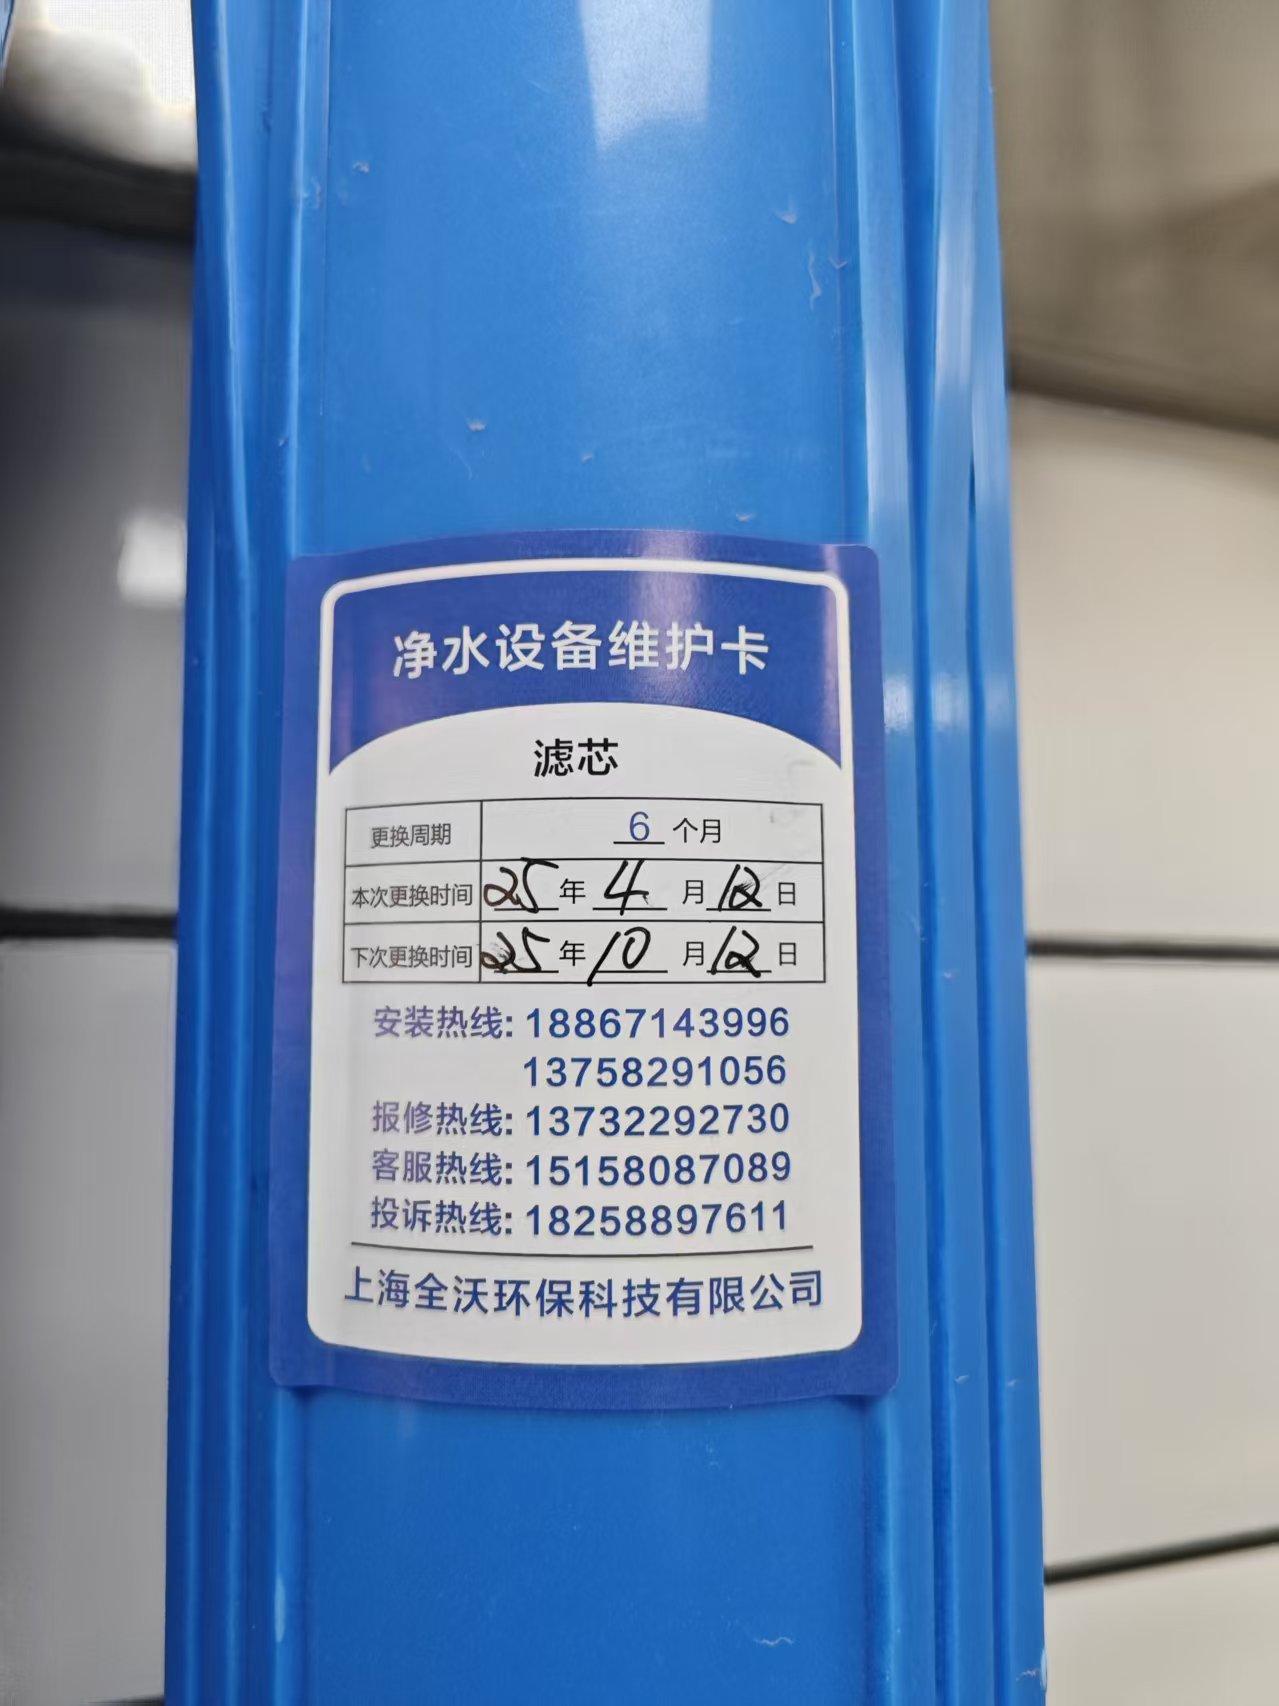 净水设备维护卡
滤芯
更换周期 6 个月
本次更换时间 25 年 4 月 12 日
下次更换时间 25 年 10 月 12 日
安装热线: 18867143996
13758291056
报修热线: 13732292730
客服热线: 15158087089
投诉热线: 18258897611
上海全沃环保科技有限公司